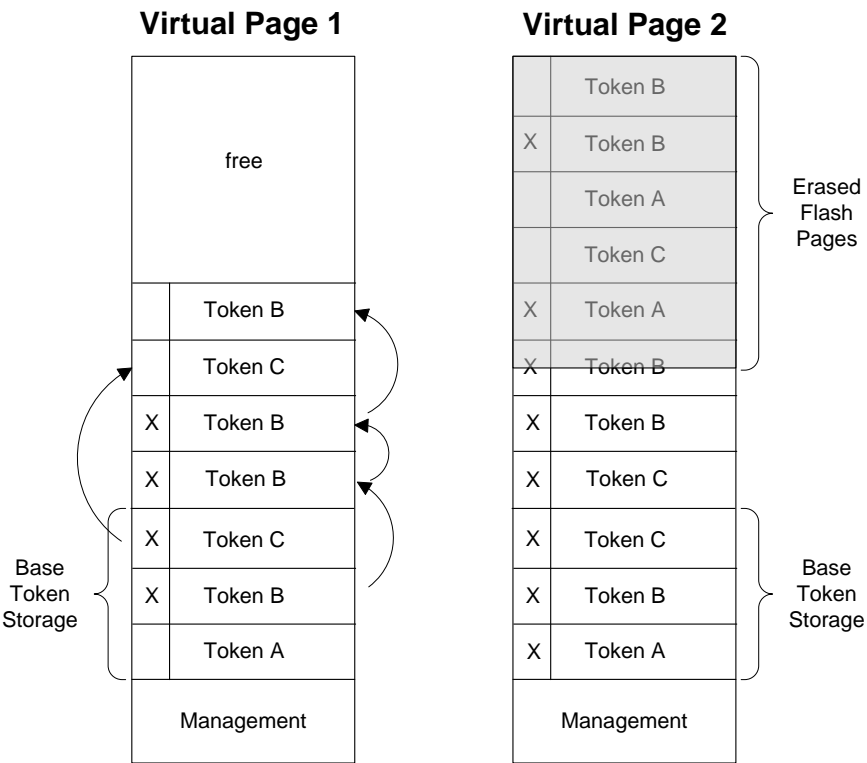 Virtual Page 1
free
Token B
Token C
X Token B
X Token B
X Token C
X Token B
Token A
Management
Base
Token
Storage
Virtual Page 2
Token B
X Token B
Token A
Token C
X Token A
X Token B
X Token B
X Token C
X Token C
X Token B
X Token A
Management
Erased
Flash
Pages
Base
Token
Storage